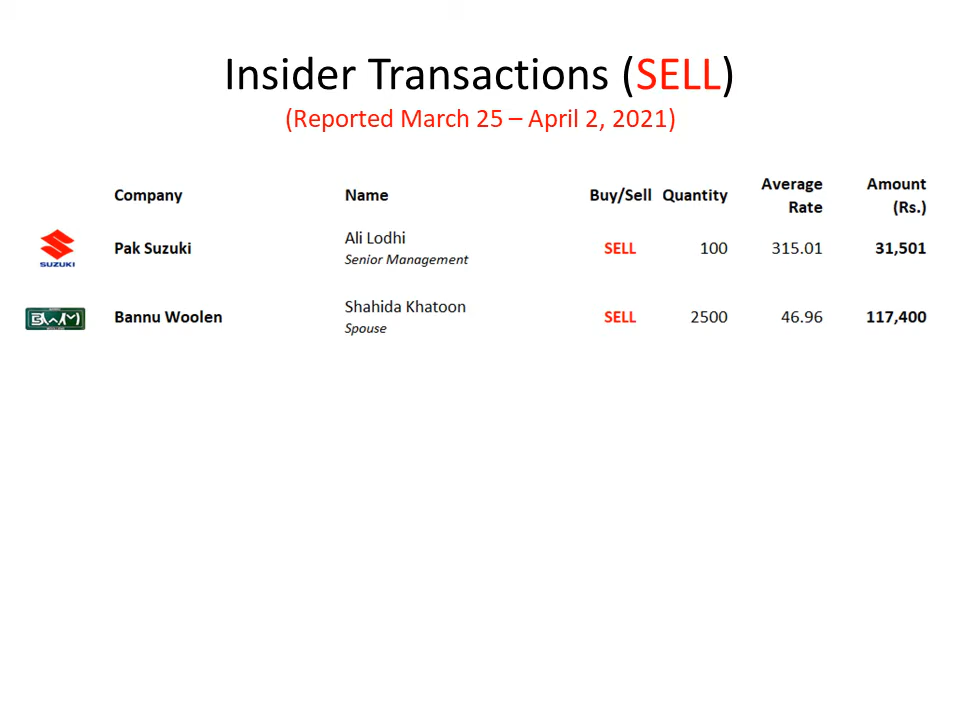 Insider Transactions (SELL)
(Reported March 25 – April 2, 2021)
Company Name Buy/Sell Quantity Average Rate Amount (Rs.)
SUZUKI Pak Suzuki Ali Lodhi SELL 100 315.01 31,501
Senior Management
BWM Bannu Woolen Shahida Khatoon SELL 2500 46.96 117,400
Spouse